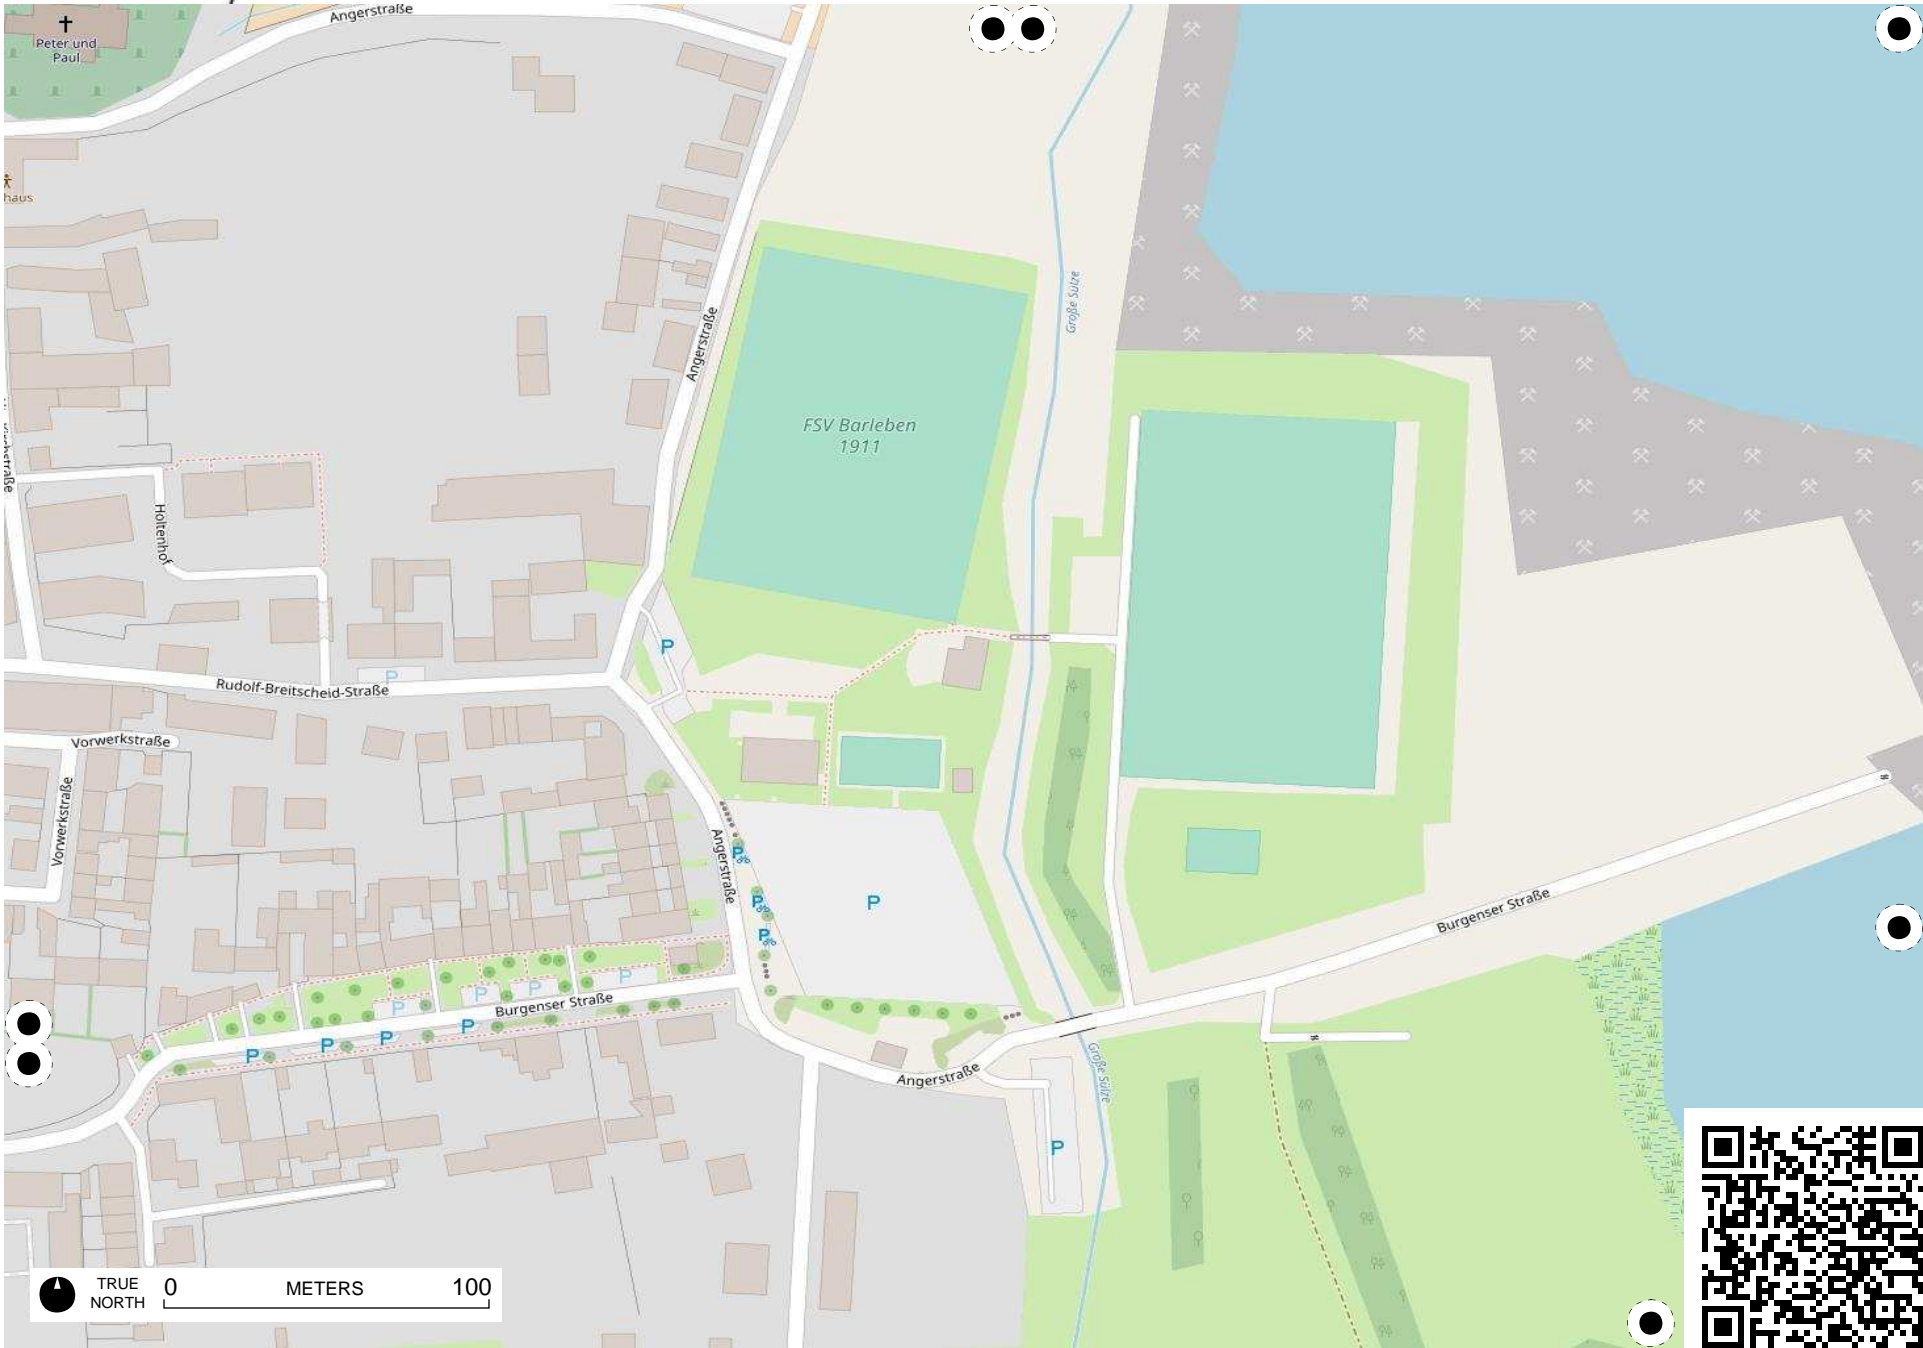 Angerstraße
Peter und
Paul
haus
Große Sülze
Angerstraße
FSV Barleben
1911
Holtenhof
P
P
Rudolf-Breitscheid-Straße
Vorwerkstraße
Vorwerkstraße
Angerstraße
P
P
P
P
Burgenser Straße
P
P
P
P
Burgenser Straße
P
P
P
P
Angerstraße
Große Sülze
P
TRUE
NORTH
0 METERS 100